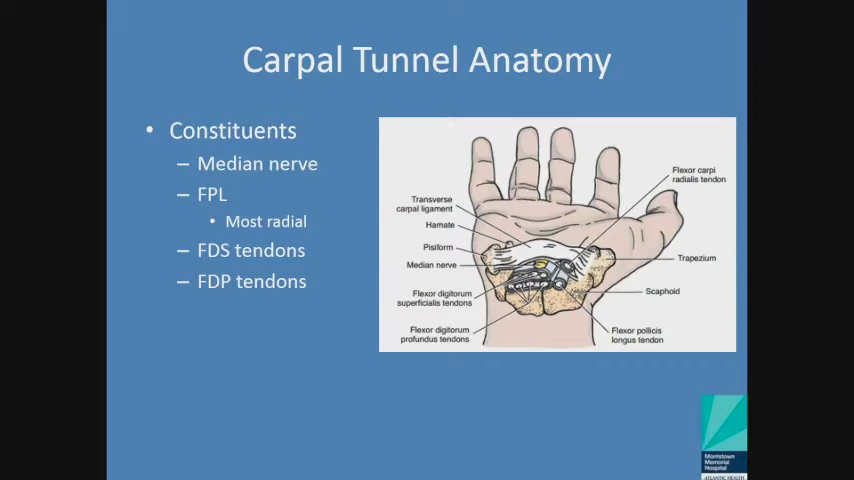 Carpal Tunnel Anatomy
• Constituents
– Median nerve
– FPL
• Most radial
– FDS tendons
– FDP tendons
Transverse
carpal ligament
Hamate
Pisiform
Median nerve
Flexor digitorum
superficialis tendons
Flexor digitorum
profundus tendons
Flexor carpi
radialis tendon
Trapezium
Scaphoid
Flexor pollicis
longus tendon
Morristown
Memorial
Hospital
ATLANTIC HEALTH